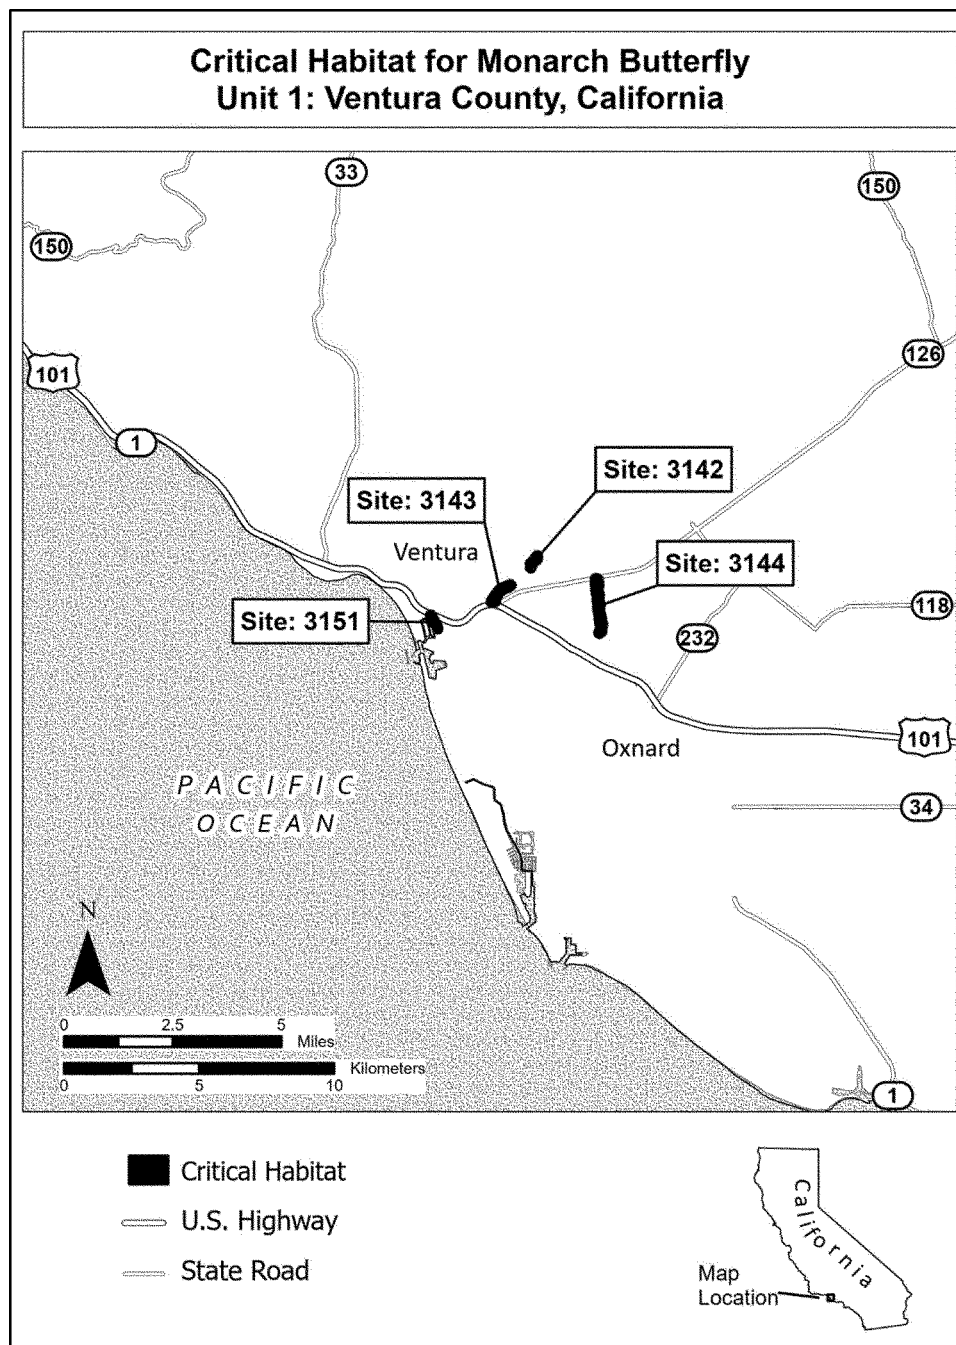 Critical Habitat for Monarch Butterfly
Unit 1: Ventura County, California
33
150
150
126
101
1
Site: 3142
Site: 3143
Ventura
Site: 3144
118
Site: 3151
232
101
Oxnard
PACIFIC
OCEAN
34
N
0 2.5 5
Miles
Kilometers
0 5 10
1
Critical Habitat
U.S. Highway
State Road
California
Map
Location